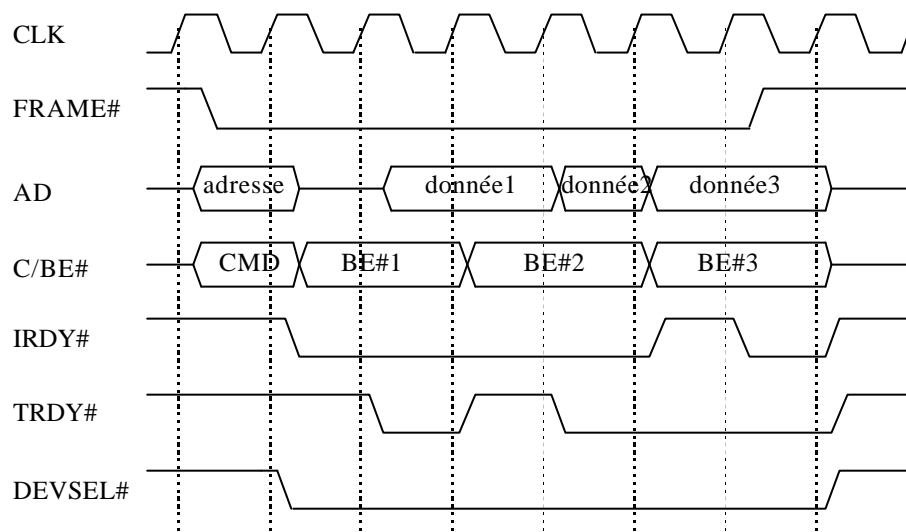 CLK
FRAME#
AD adresse donnée1 donnée2 donnée3
C/BE# CMD BE#1 BE#2 BE#3
IRDY#
TRDY#
DEVSEL#